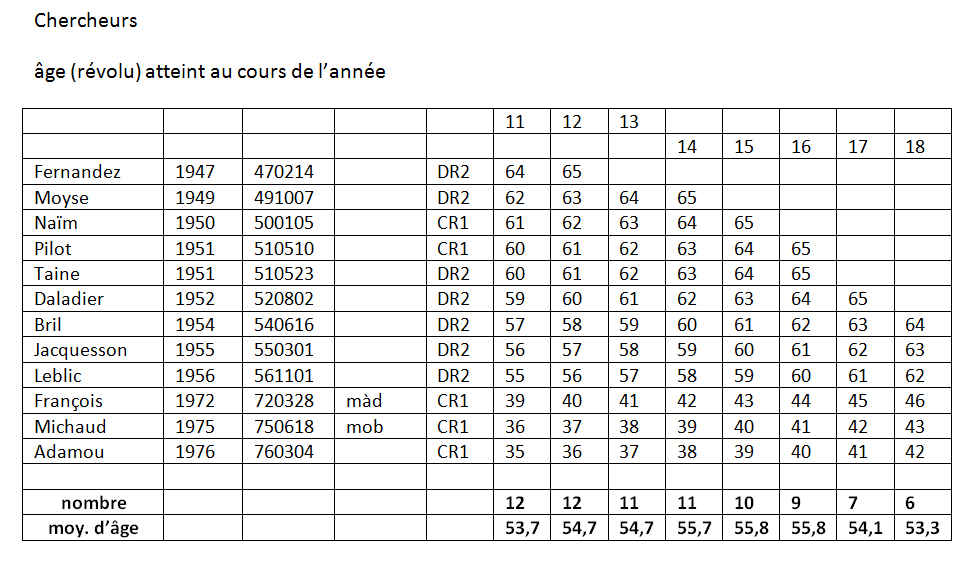 Chercheurs
âge (révolu) atteint au cours de l’année
11 12 13
14 15 16 17 18
Fernandez 1947 470214 DR2 64 65
Moyse 1949 491007 DR2 62 63 64 65
Naïm 1950 500105 CR1 61 62 63 64 65
Pilot 1951 510510 CR1 60 61 62 63 64 65
Taine 1951 510523 DR2 60 61 62 63 64 65
Daladier 1952 520802 DR2 59 60 61 62 63 64 65
Bril 1954 540616 DR2 57 58 59 60 61 62 63 64
Jacquesson 1955 550301 DR2 56 57 58 59 60 61 62 63
Leblic 1956 561101 DR2 55 56 57 58 59 60 61 62
François 1972 720328 màd CR1 39 40 41 42 43 44 45 46
Michaud 1975 750618 mob CR1 36 37 38 39 40 41 42 43
Adamou 1976 760304 CR1 35 36 37 38 39 40 41 42
nombre 12 12 11 11 10 9 7 6
moy. d’âge 53,7 54,7 54,7 55,7 55,8 55,8 54,1 53,3